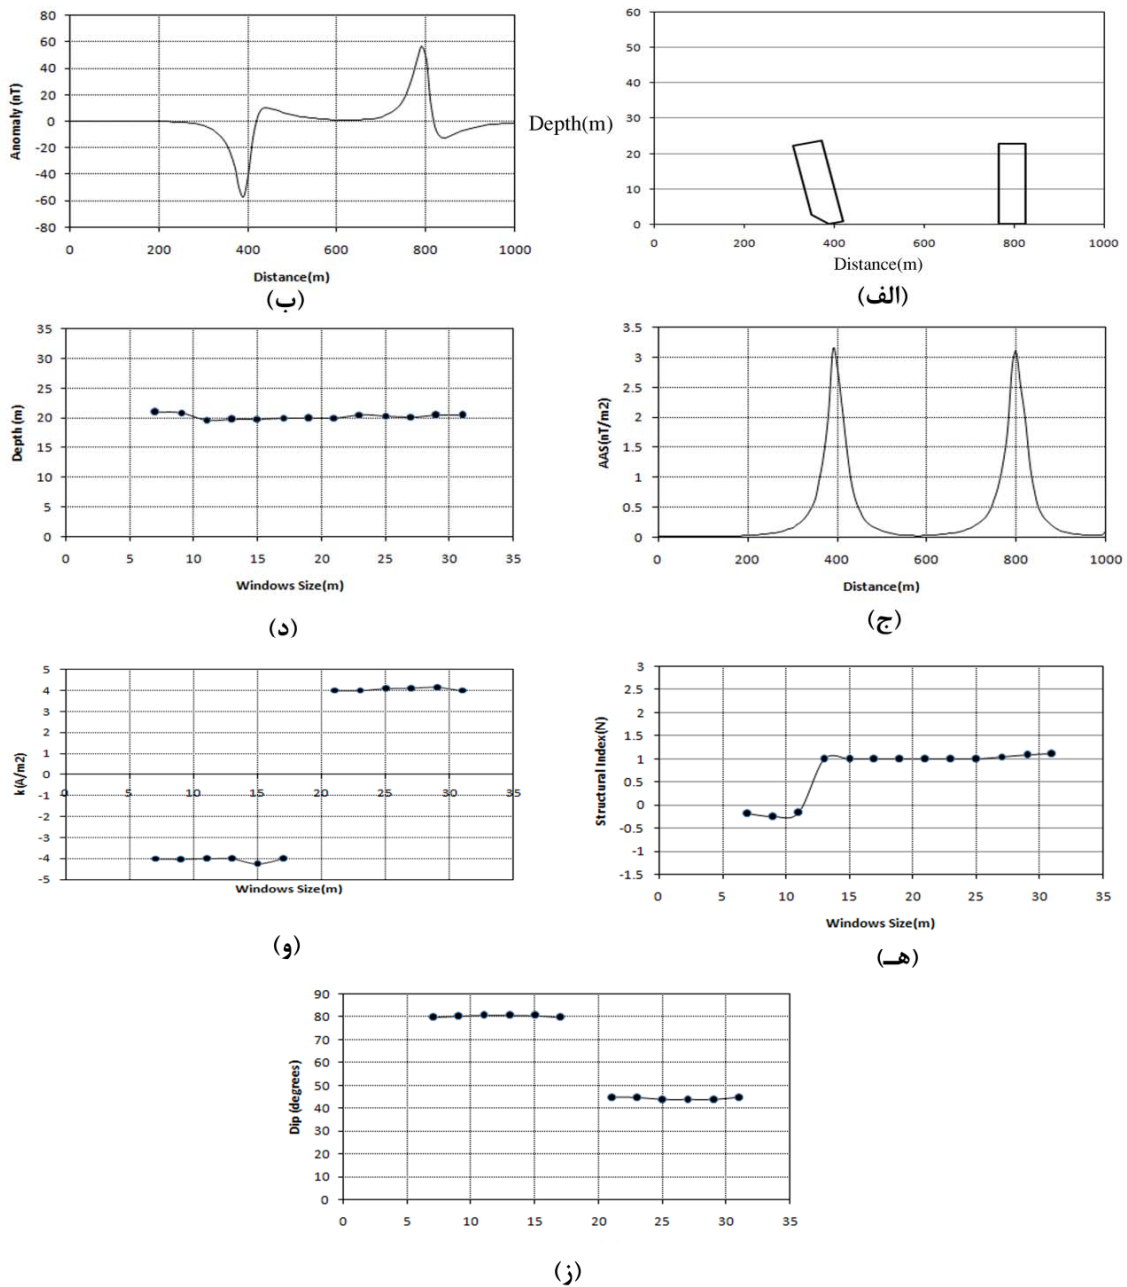 80
60
40
20
0
-20
-40
-60
-80
Anomaly (nT)
0 200 400 600 800 1000
Distance(m)
(ب)
Depth(m)
60
50
40
30
20
10
0
0 200 400 600 800 1000
Distance(m)
(الف)
35
30
25
20
15
10
5
0
Depth (m)
0 5 10 15 20 25 30 35
Windows Size(m)
(د)
3.5
3
2.5
2
1.5
1
0.5
0
AAS(nT/m2)
0 200 400 600 800 1000
Distance(m)
(ج)
5
4
3
2
1
0
-1
-2
-3
-4
-5
k(A/m2)
0 5 10 15 20 25 30 35
Windows Size(m)
(و)
3
2.5
2
1.5
1
0.5
0
-0.5
-1
-1.5
Structural Index(N)
0 5 10 15 20 25 30 35
Windows Size(m)
(هـ)
90
80
70
60
50
40
30
20
10
0
Dip (degrees)
0 5 10 15 20 25 30 35
(ز)